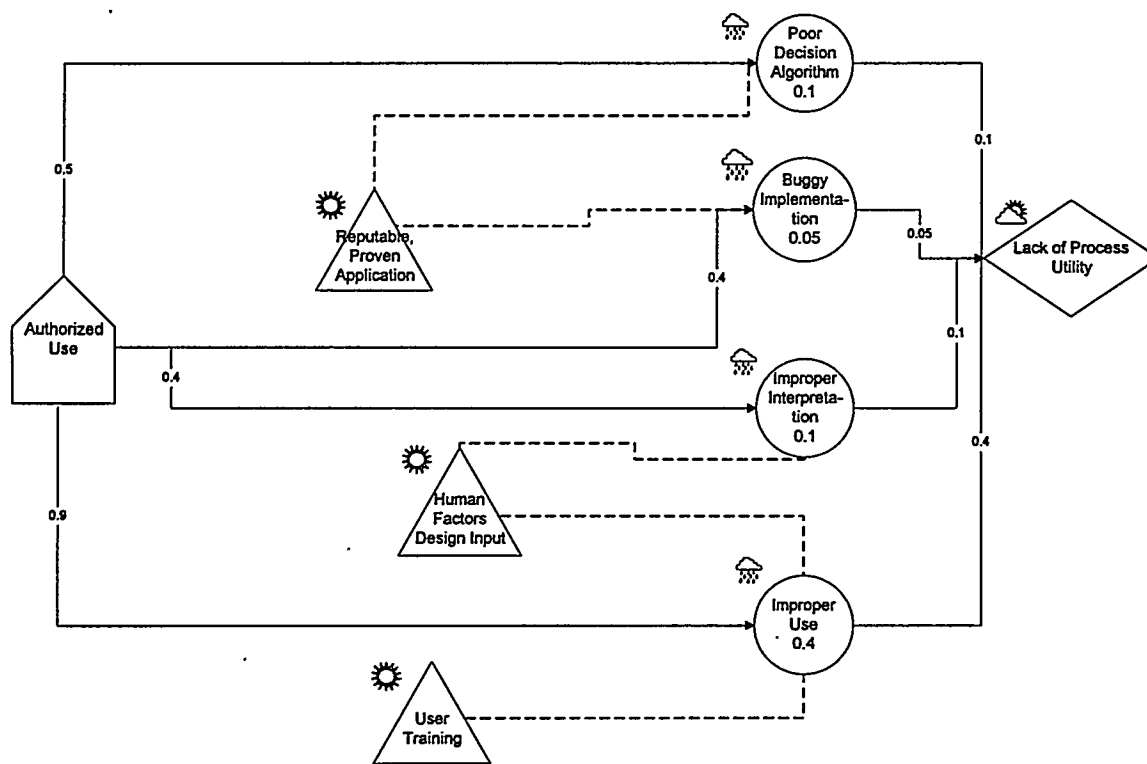 Poor
Decision
Algorithm
0.1
0.1
0.5
Buggy
Implementa-
tion
0.05
0.05
Reputable,
Proven
Application
Lack of Process
Utility
0.4
Authorized
Use
0.1
0.4
Improper
Interpreta-
tion
0.1
0.4
Human
Factors
Design Input
0.9
Improper
Use
0.4
User
Training